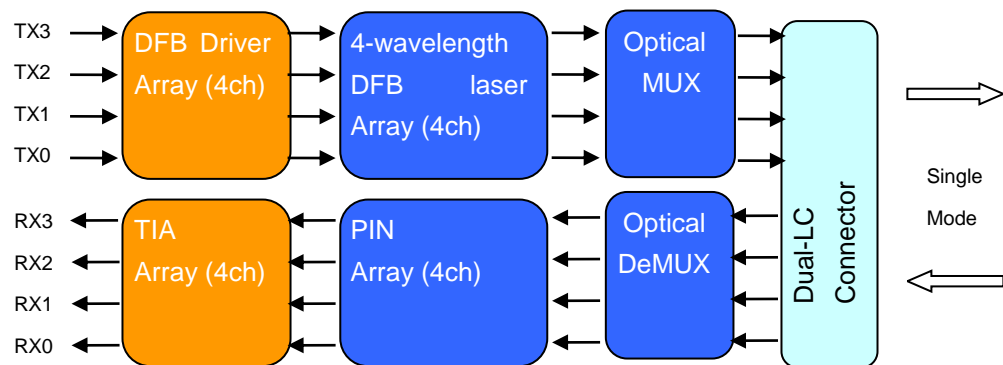 TX3
TX2
TX1
TX0
DFB Driver
Array (4ch)
4-wavelength
DFB laser
Array (4ch)
Optical
MUX
RX3
RX2
RX1
RX0
TIA
Array (4ch)
PIN
Array (4ch)
Optical
DeMUX
Dual-LC
Connector
Single
Mode